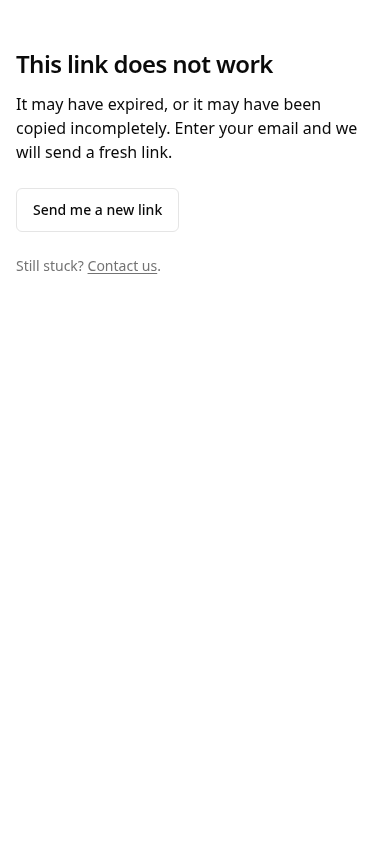 This link does not work
It may have expired, or it may have been
copied incompletely. Enter your email and we
will send a fresh link.
Send me a new link
Still stuck? Contact us.